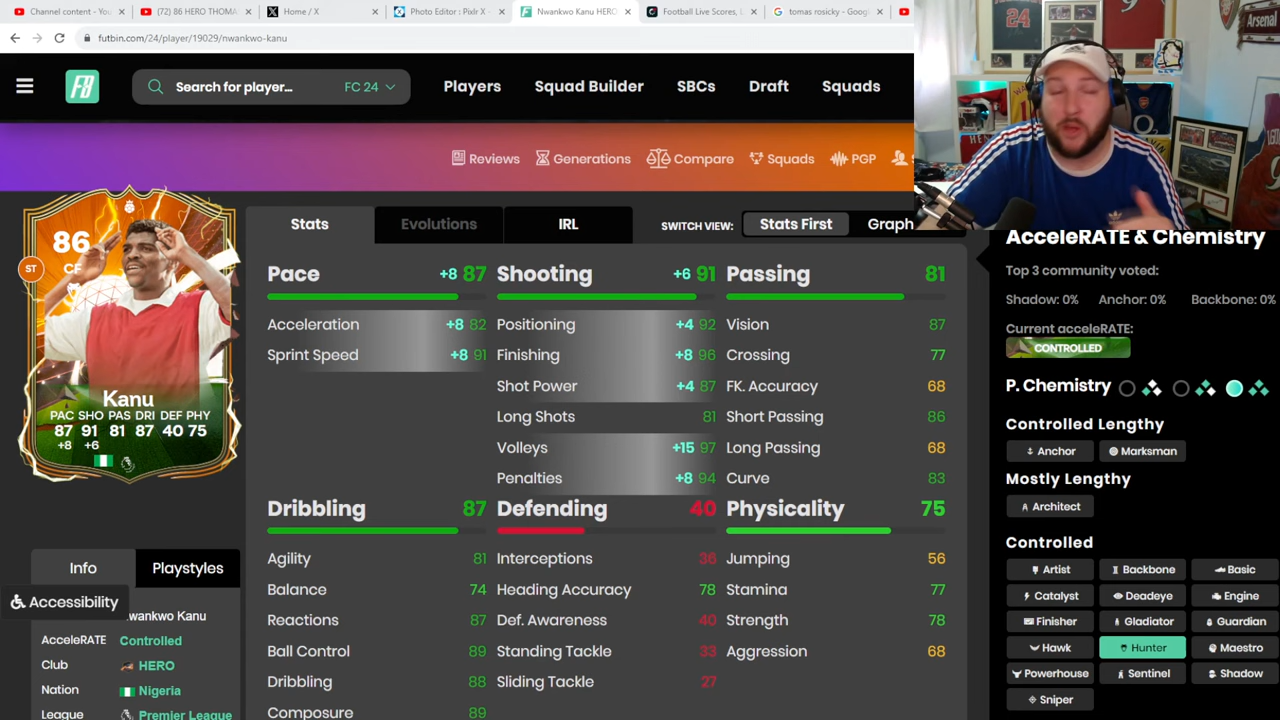 Channel content - You
(72) 86 HERO THOMA
Home / X
Photo Editor : Pixlr X -
Nwankwo Kanu HERO
Football Live Scores, L
tomas rosicky - Google
futbin.com/24/player/19029/nwankwo-kanu
F8
Search for player...
FC 24
Players
Squad Builder
SBCs
Draft
Squads
Reviews
Generations
Compare
Squads
PGP
Stats
Evolutions
IRL
SWITCH VIEW:
Stats First
Graph
86
CF
ST
Kanu
PAC SHO PAS DRI DEF PHY
87 91 81 87 40 75
+8 +6
Pace +8 87
Acceleration +8 82
Sprint Speed +8 91
Shooting +6 91
Positioning +4 92
Finishing +8 96
Shot Power +4 87
Long Shots 81
Volleys +15 97
Penalties +8 94
Passing 81
Vision 87
Crossing 77
FK. Accuracy 68
Short Passing 86
Long Passing 68
Curve 83
Dribbling 87
Agility 81
Balance 74
Reactions 87
Ball Control 89
Dribbling 88
Composure 89
Defending 40
Interceptions 36
Heading Accuracy 78
Def. Awareness 40
Standing Tackle 33
Sliding Tackle 27
Physicality 75
Jumping 56
Stamina 77
Strength 78
Aggression 68
Info
Playstyles
Accessibility
wankwo Kanu
AcceleRATE Controlled
Club HERO
Nation Nigeria
League Premier League
24
Arsenal
AcceleRATE & Chemistry
Top 3 community voted:
Shadow: 0% Anchor: 0% Backbone: 0%
Current acceleRATE:
CONTROLLED
P. Chemistry
Controlled Lengthy
Anchor
Marksman
Mostly Lengthy
Architect
Controlled
Artist
Backbone
Basic
Catalyst
Deadeye
Engine
Finisher
Gladiator
Guardian
Hawk
Hunter
Maestro
Powerhouse
Sentinel
Shadow
Sniper